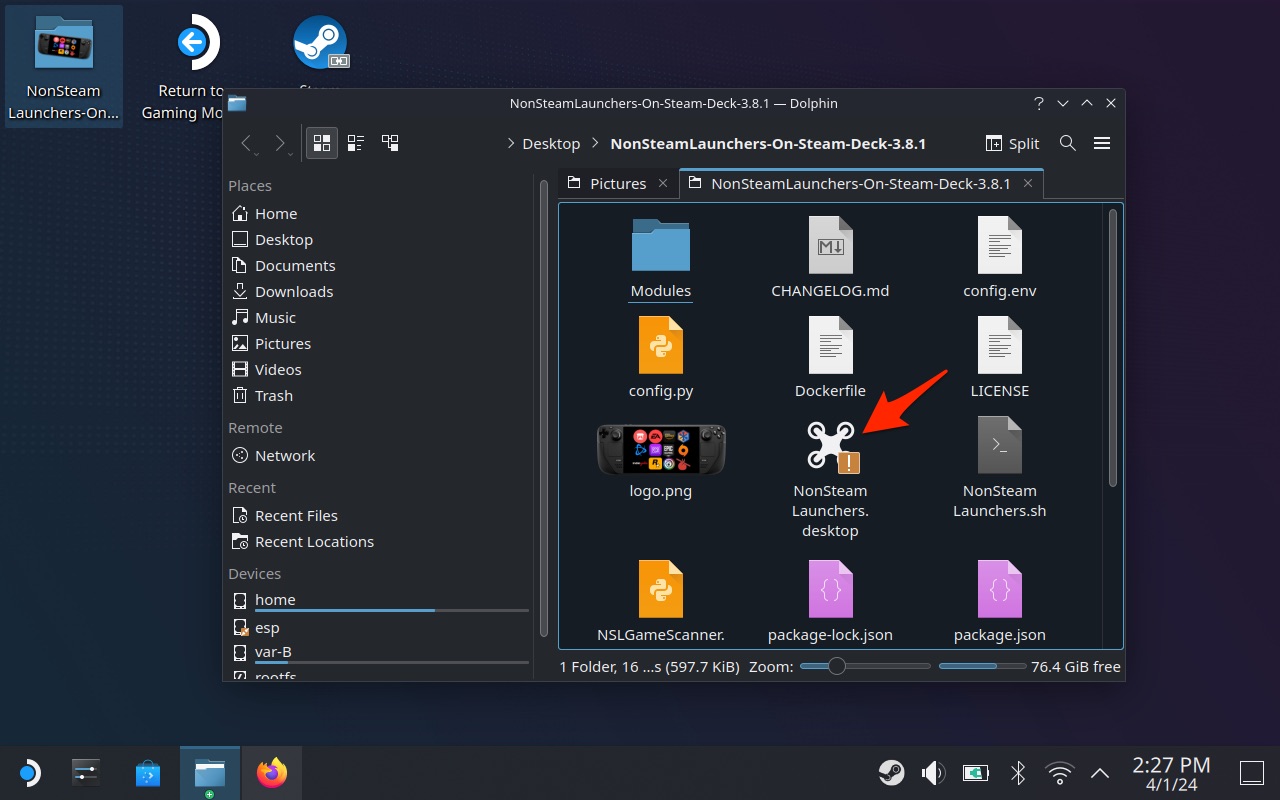 NonSteam
Launchers-On...
Return to
Gaming Mo
NonSteamLaunchers-On-Steam-Deck-3.8.1 — Dolphin
Desktop
NonSteamLaunchers-On-Steam-Deck-3.8.1
Split
Pictures
NonSteamLaunchers-On-Steam-Deck-3.8.1
Places
Home
Desktop
Documents
Downloads
Music
Pictures
Videos
Trash
Remote
Network
Recent
Recent Files
Recent Locations
Devices
home
esp
var-B
rootfs
Modules
CHANGELOG.md
config.env
config.py
Dockerfile
LICENSE
logo.png
NonSteam
Launchers.
desktop
NonSteam
Launchers.sh
NSLGameScanner.
package-lock.json
package.json
1 Folder, 16 ...s (597.7 KiB)
Zoom:
76.4 GiB free
2:27 PM
4/1/24